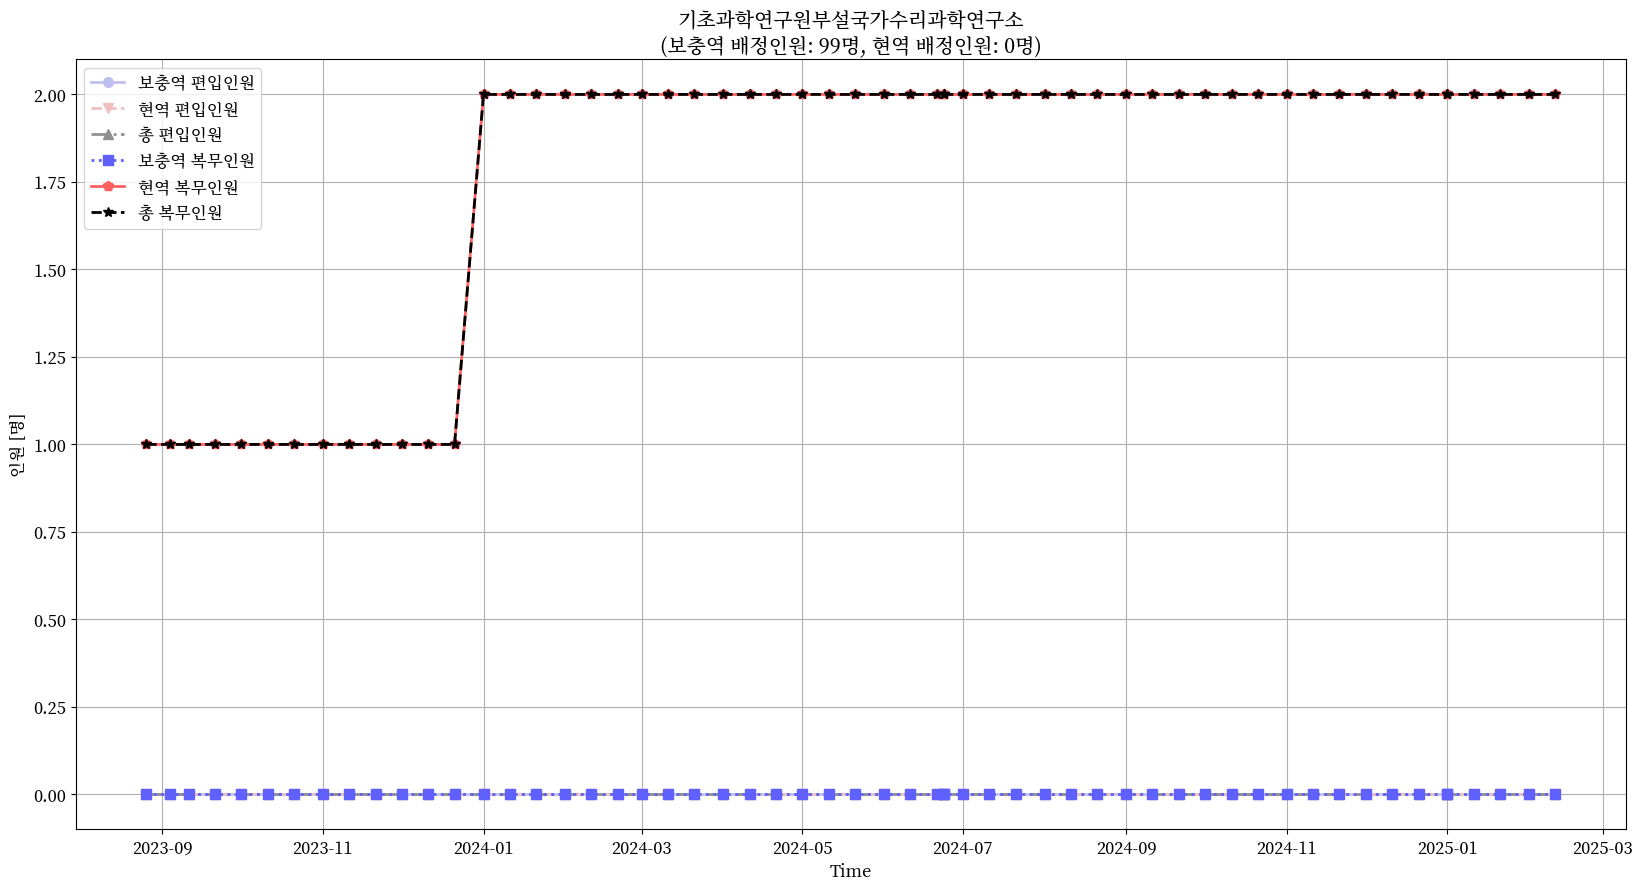 기초과학연구원부설국가수리과학연구소
(보충역 배정인원: 99명, 현역 배정인원: 0명)
보충역 편입인원
현역 편입인원
총 편입인원
보충역 복무인원
현역 복무인원
총 복무인원
2.00
1.75
1.50
1.25
1.00
0.75
0.50
0.25
0.00
인원 [명]
2023-09 2023-11 2024-01 2024-03 2024-05 2024-07 2024-09 2024-11 2025-01 2025-03
Time